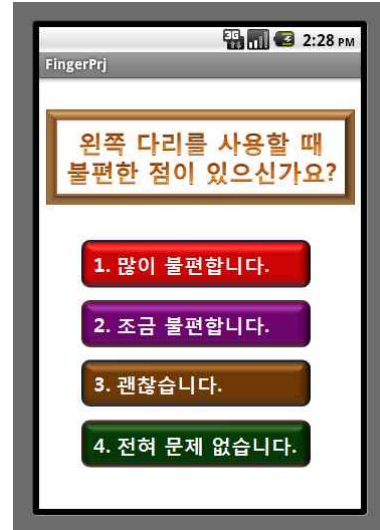 3G 2:28 PM
FingerPrj
왼쪽 다리를 사용할 때
불편한 점이 있으신가요?
1. 많이 불편합니다.
2. 조금 불편합니다.
3. 괜찮습니다.
4. 전혀 문제 없습니다.